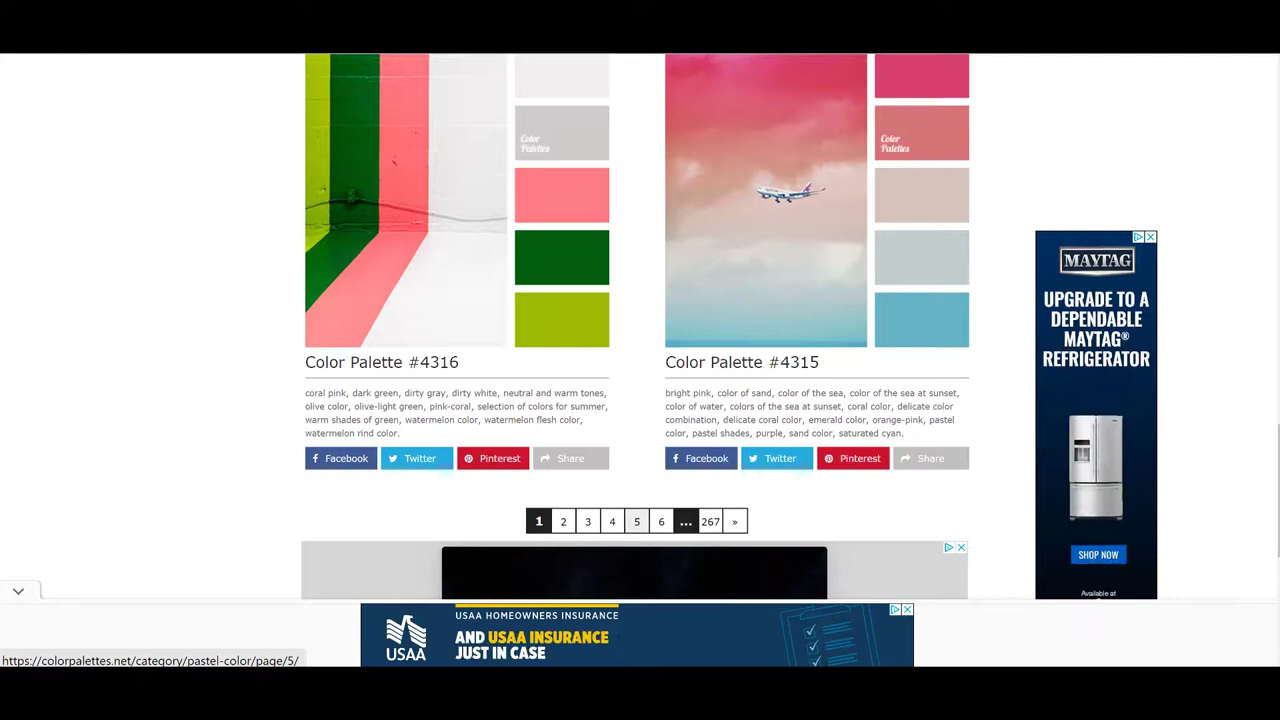 Color
Palettes
Color
Palettes
Color Palette #4316
coral pink, dark green, dirty gray, dirty white, neutral and warm tones,
olive color, olive-light green, pink-coral, selection of colors for summer,
warm shades of green, watermelon color, watermelon flesh color,
watermelon rind color.
Facebook Twitter Pinterest Share
Color Palette #4315
bright pink, color of sand, color of the sea, color of the sea at sunset,
color of water, colors of the sea at sunset, coral color, delicate color
combination, delicate coral color, emerald color, orange-pink, pastel
color, pastel shades, purple, sand color, saturated cyan.
Facebook Twitter Pinterest Share
1 2 3 4 5 6 ... 267 »
MAYTAG
UPGRADE TO A
DEPENDABLE
MAYTAG®
REFRIGERATOR
SHOP NOW
Available at
USAA
USAA HOMEOWNERS INSURANCE
AND USAA INSURANCE
JUST IN CASE
https://colorpalettes.net/category/pastel-color/page/5/